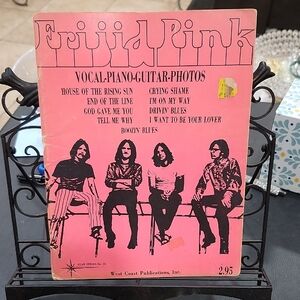 Frijid Pink
VOCAL-PIANO-GUITAR-PHOTOS
HOUSE OF THE RISING SUN
END OF THE LINE
GOD GAVE ME YOU
TELL ME WHY
CRYING SHAME
I'M ON MY WAY
DRIVIN' BLUES
I WANT TO BE YOUR LOVER
BOOZIN' BLUES
West Coast Publications, Inc.
2.95